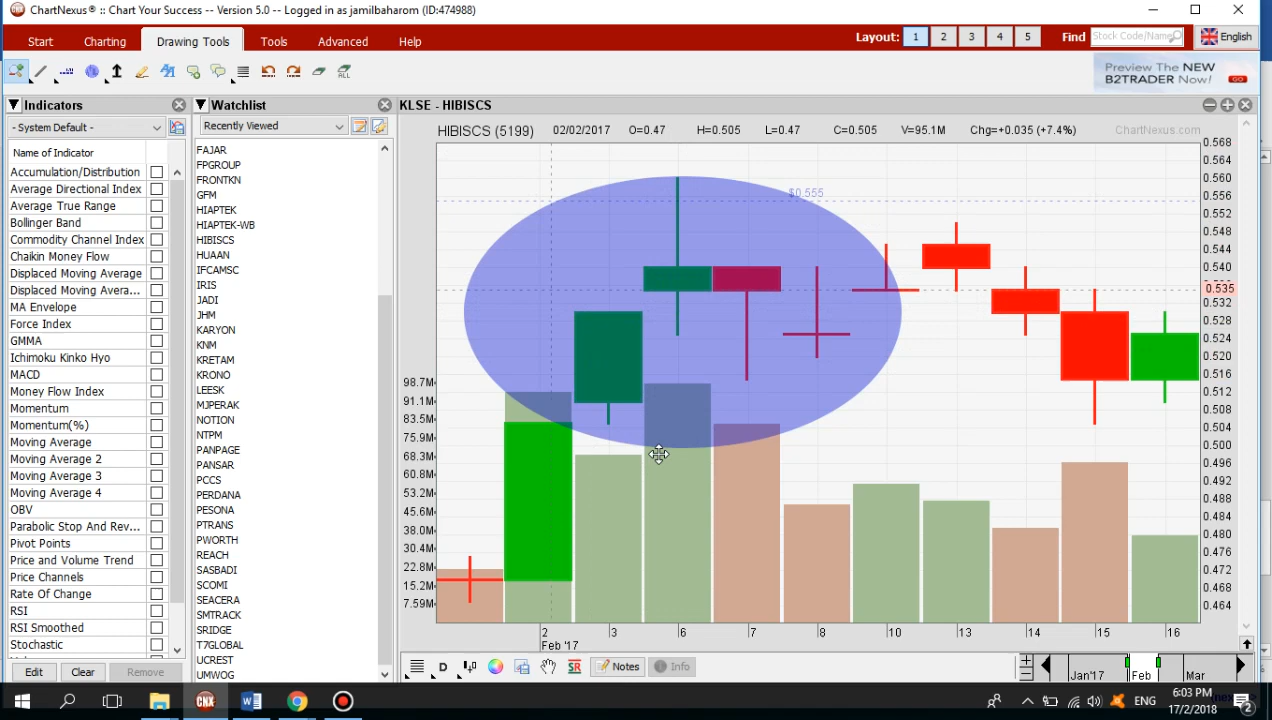 ChartNexus® :: Chart Your Success -- Version 5.0 -- Logged in as jamilbaharom (ID:474988)
Start Charting Drawing Tools Tools Advanced Help Layout: 1 2 3 4 5 Find Stock Code/Name English
ALL
Preview The NEW
B2TRADER Now! GO
Indicators
- System Default -
Name of Indicator
Accumulation/Distribution
Average Directional Index
Average True Range
Bollinger Band
Commodity Channel Index
Chaikin Money Flow
Displaced Moving Average
Displaced Moving Avera...
MA Envelope
Force Index
GMMA
Ichimoku Kinko Hyo
MACD
Money Flow Index
Momentum
Momentum(%)
Moving Average
Moving Average 2
Moving Average 3
Moving Average 4
OBV
Parabolic Stop And Rev...
Pivot Points
Price and Volume Trend
Price Channels
Rate Of Change
RSI
RSI Smoothed
Stochastic
Edit Clear Remove
Watchlist
Recently Viewed
FAJAR
FPGROUP
FRONTKN
GFM
HIAPTEK
HIAPTEK-WB
HIBISCS
HUAAN
IFCAMSC
IRIS
JADI
JHM
KARYON
KNM
KRETAM
KRONO
LEESK
MJPERAK
NOTION
NTPM
PANPAGE
PANSAR
PCCS
PERDANA
PESONA
PTRANS
PWORTH
REACH
SASBADI
SCOMI
SEACERA
SMTRACK
SRIDGE
T7GLOBAL
UCREST
UMWOG
KLSE - HIBISCS
HIBISCS (5199) 02/02/2017 O=0.47 H=0.505 L=0.47 C=0.505 V=95.1M Chg=+0.035 (+7.4%) ChartNexus.com
$0.555
98.7M
91.1M
83.5M
75.9M
68.3M
60.8M
53.2M
45.6M
38.0M
30.4M
22.8M
15.2M
7.59M
0.568
0.564
0.560
0.556
0.552
0.548
0.544
0.540
0.535
0.532
0.528
0.524
0.520
0.516
0.512
0.508
0.504
0.500
0.496
0.492
0.488
0.484
0.480
0.476
0.472
0.468
0.464
2 3 6 7 8 10 13 14 15 16
Feb '17
D SR Notes Info
Jan'17 Feb Mar
CNX ENG 6:03 PM
17/2/2018 2